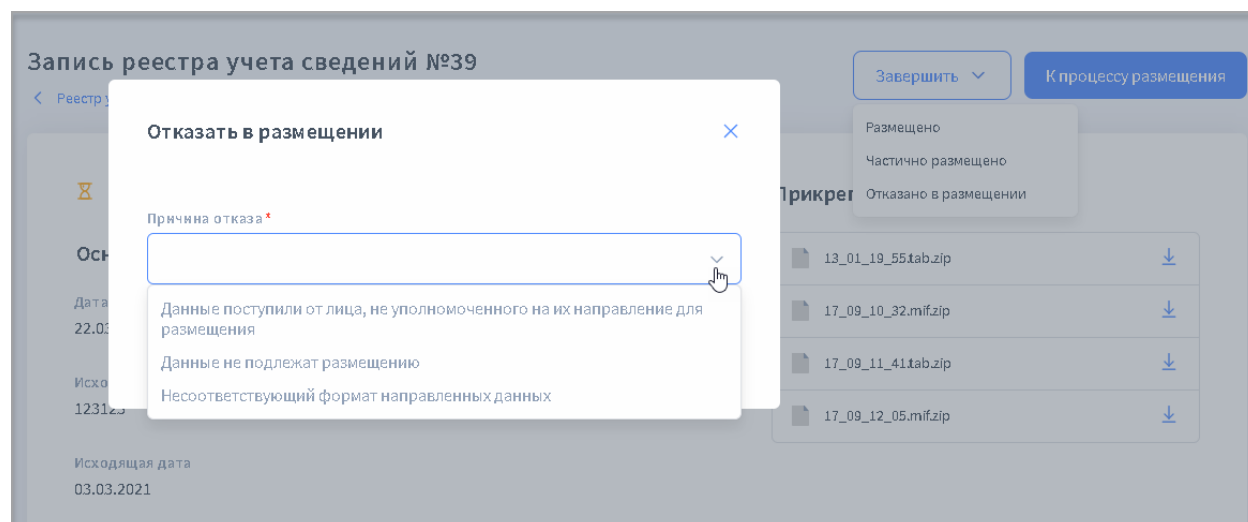 Запись реестра учета сведений №39
Завершить
К процессу размещения
Реестр
Размещено
Частично размещено
Отказано в размещении
Отказать в размещении
Причина отказа*
Данные поступили от лица, не уполномоченного на их направление для
размещения
Данные не подлежат размещению
Несоответствующий формат направленных данных
Прикреп
13_01_19_55.tab.zip
17_09_10_32.mif.zip
17_09_11_41.tab.zip
17_09_12_05.mif.zip
Осн
Дата
22.03
Исхо
123123
Исходящая дата
03.03.2021